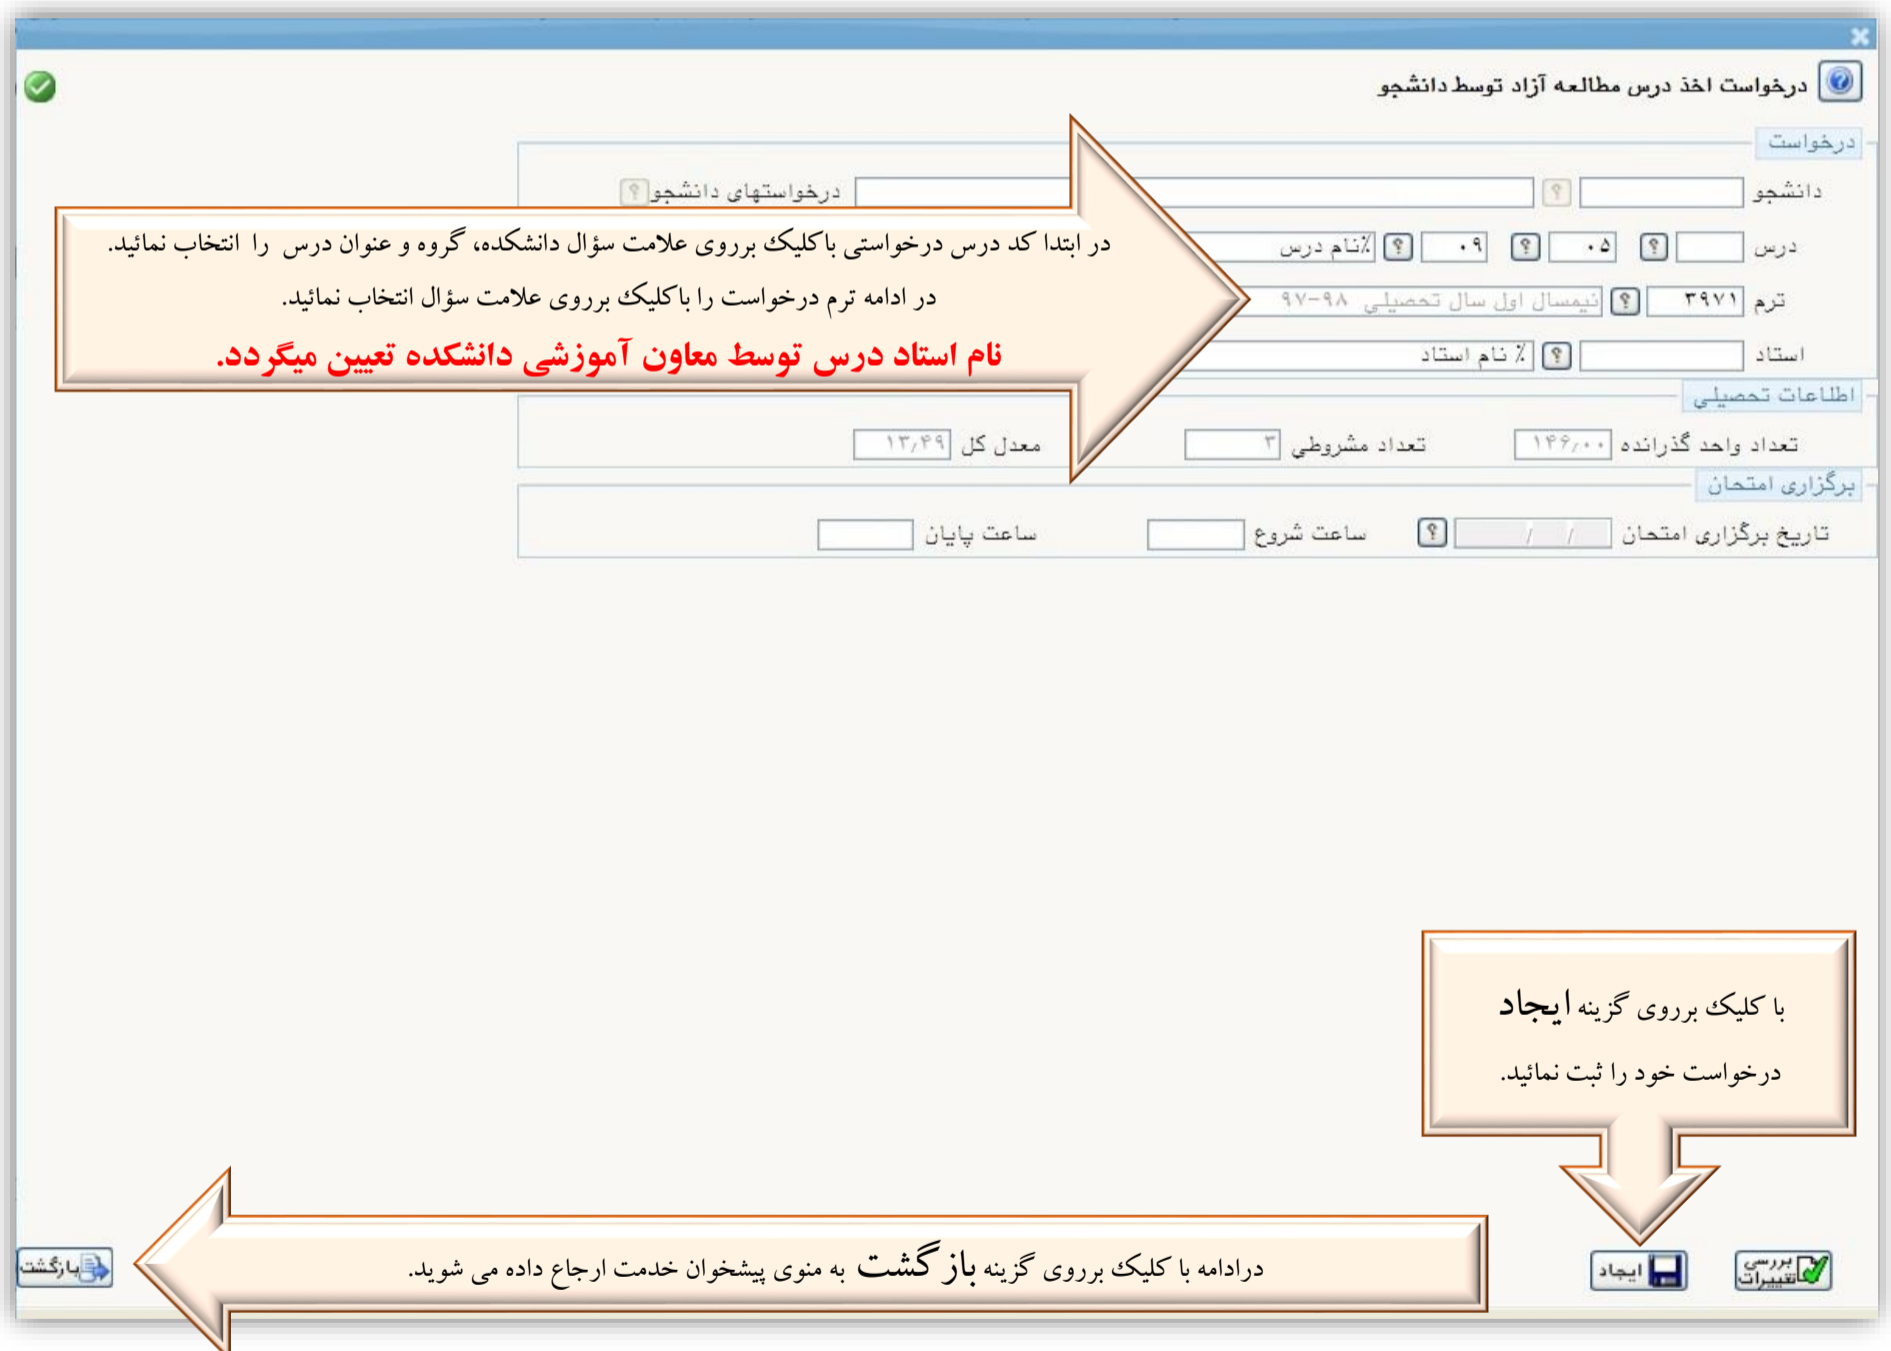 درخواست اخذ درس مطالعه آزاد توسط دانشجو
درخواست
دانشجو ؟ درخواستهای دانشجو ؟
درس ؟ ۰۵ ؟ ۰۹ ؟ %نام درس
ترم ۳۹۷۱ ؟ نیمسال اول سال تحصیلی ۹۸-۹۷
استاد ؟ % نام استاد
در ابتدا کد درس درخواستی باکلیک برروی علامت سؤال دانشکده، گروه و عنوان درس را انتخاب نمائید.
در ادامه ترم درخواست را باکلیک برروی علامت سؤال انتخاب نمائید.
نام استاد درس توسط معاون آموزشی دانشکده تعیین میگردد.
اطلاعات تحصیلی
تعداد واحد گذرانده ۱۴۶٫۰۰ تعداد مشروطی ۳ معدل کل ۱۳٫۴۹
برگزاری امتحان
تاریخ برگزاری امتحان / / ؟ ساعت شروع ساعت پایان
با کلیک برروی گزینه ایجاد
درخواست خود را ثبت نمائید.
درادامه با کلیک برروی گزینه بازگشت به منوی پیشخوان خدمت ارجاع داده می شوید.
بررسی
تغییرات
ایجاد
بازگشت